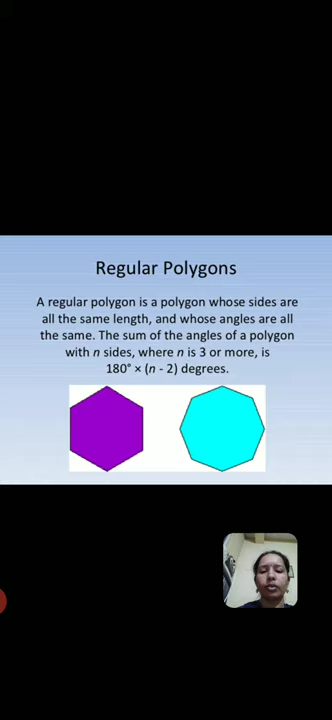 Regular Polygons
A regular polygon is a polygon whose sides are
all the same length, and whose angles are all
the same. The sum of the angles of a polygon
with n sides, where n is 3 or more, is
180° × (n - 2) degrees.